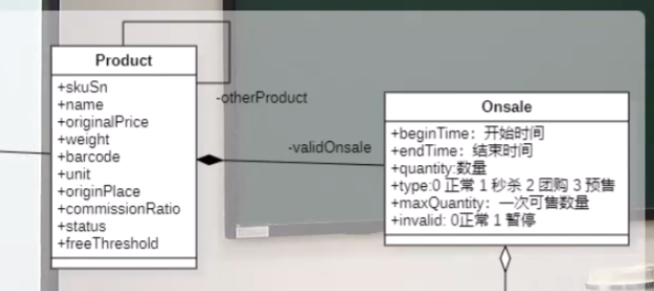 Product
+skuSn
+name
+originalPrice
+weight
+barcode
+unit
+originPlace
+commissionRatio
+status
+freeThreshold
-otherProduct
-validOnsale
Onsale
+beginTime：开始时间
+endTime：结束时间
+quantity:数量
+type:0 正常 1 秒杀 2 团购 3 预售
+maxQuantity：一次可售数量
+invalid: 0正常 1 暂停